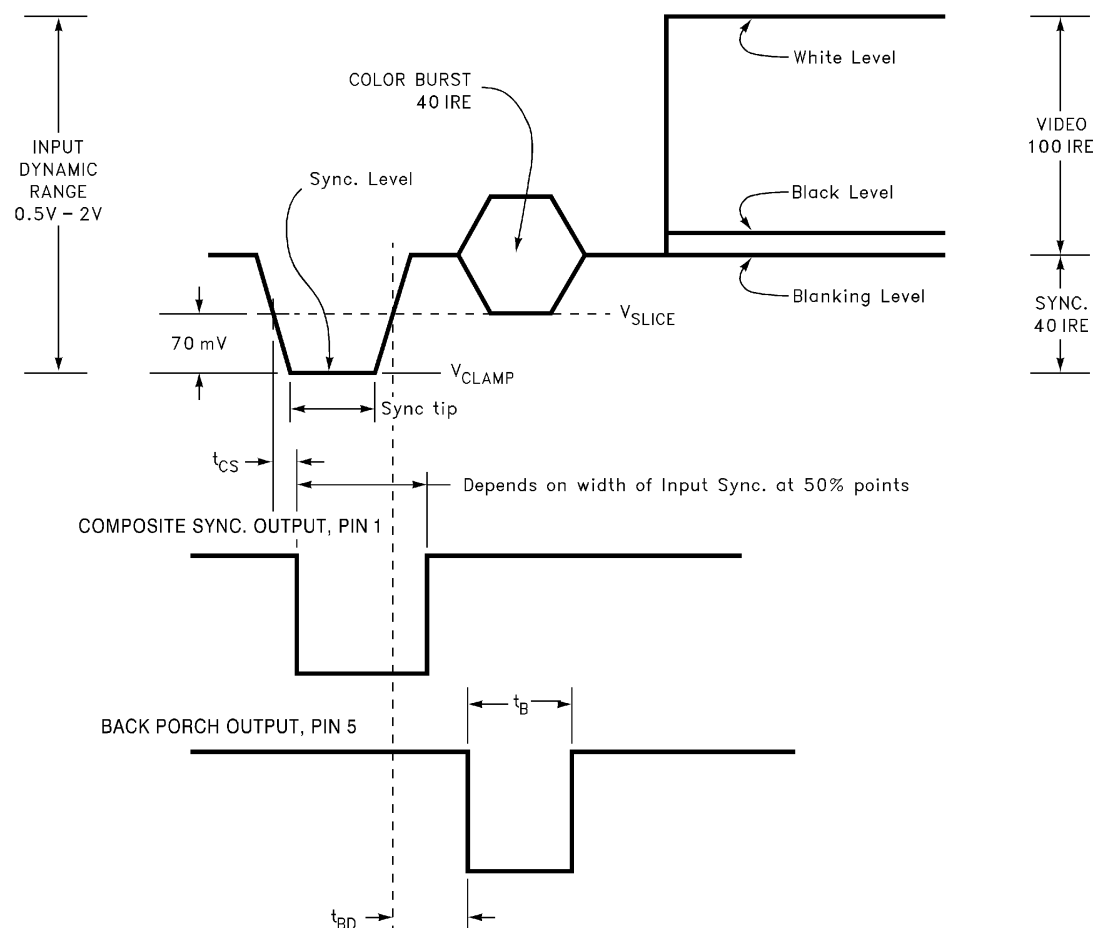 White Level
COLOR BURST
40 IRE
VIDEO
100 IRE
INPUT
DYNAMIC
RANGE
0.5V – 2V
Sync. Level
Black Level
Blanking Level
SYNC.
40 IRE
VSLICE
70 mV
VCLAMP
Sync tip
tCS
Depends on width of Input Sync. at 50% points
COMPOSITE SYNC. OUTPUT, PIN 1
tB
BACK PORCH OUTPUT, PIN 5
tBD